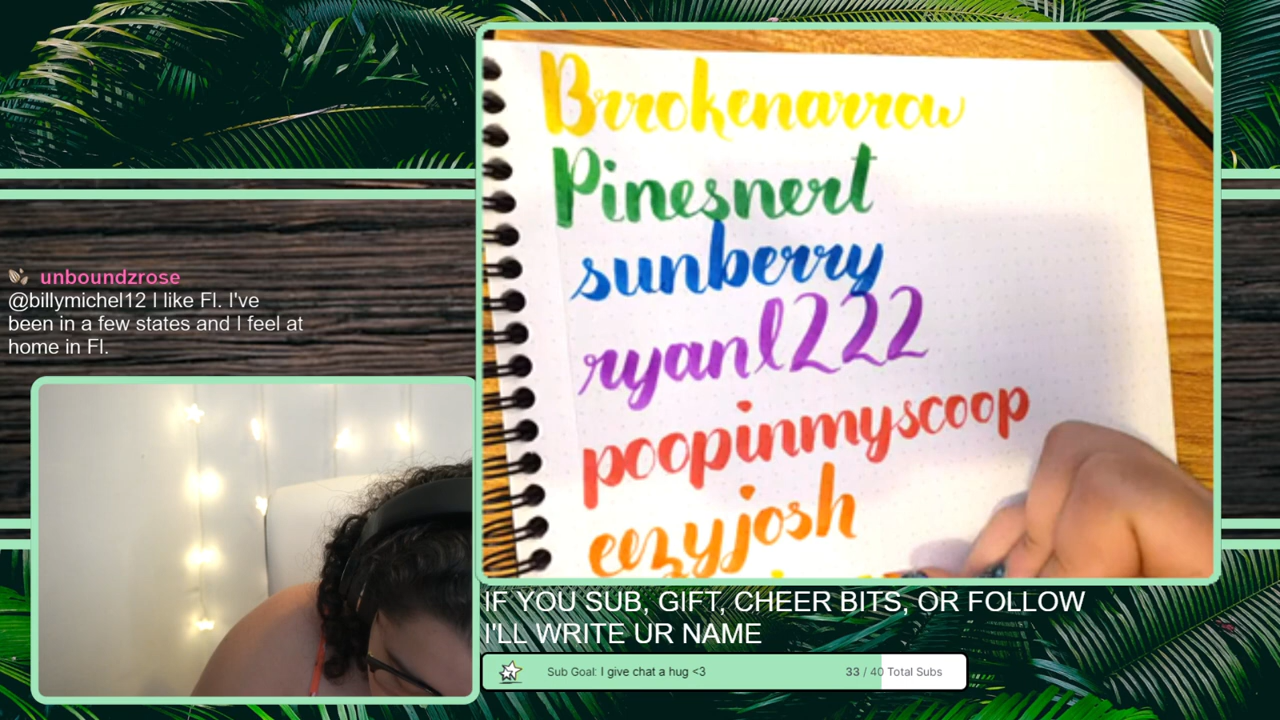 Brrokenarrow
Pinesnert
sunberry
ryanl222
poopinmyscoop
eezyjosh
unboundzrose
@billymichel12 I like Fl. I've
been in a few states and I feel at
home in Fl.
IF YOU SUB, GIFT, CHEER BITS, OR FOLLOW
I'LL WRITE UR NAME
Sub Goal: I give chat a hug <3 33 / 40 Total Subs